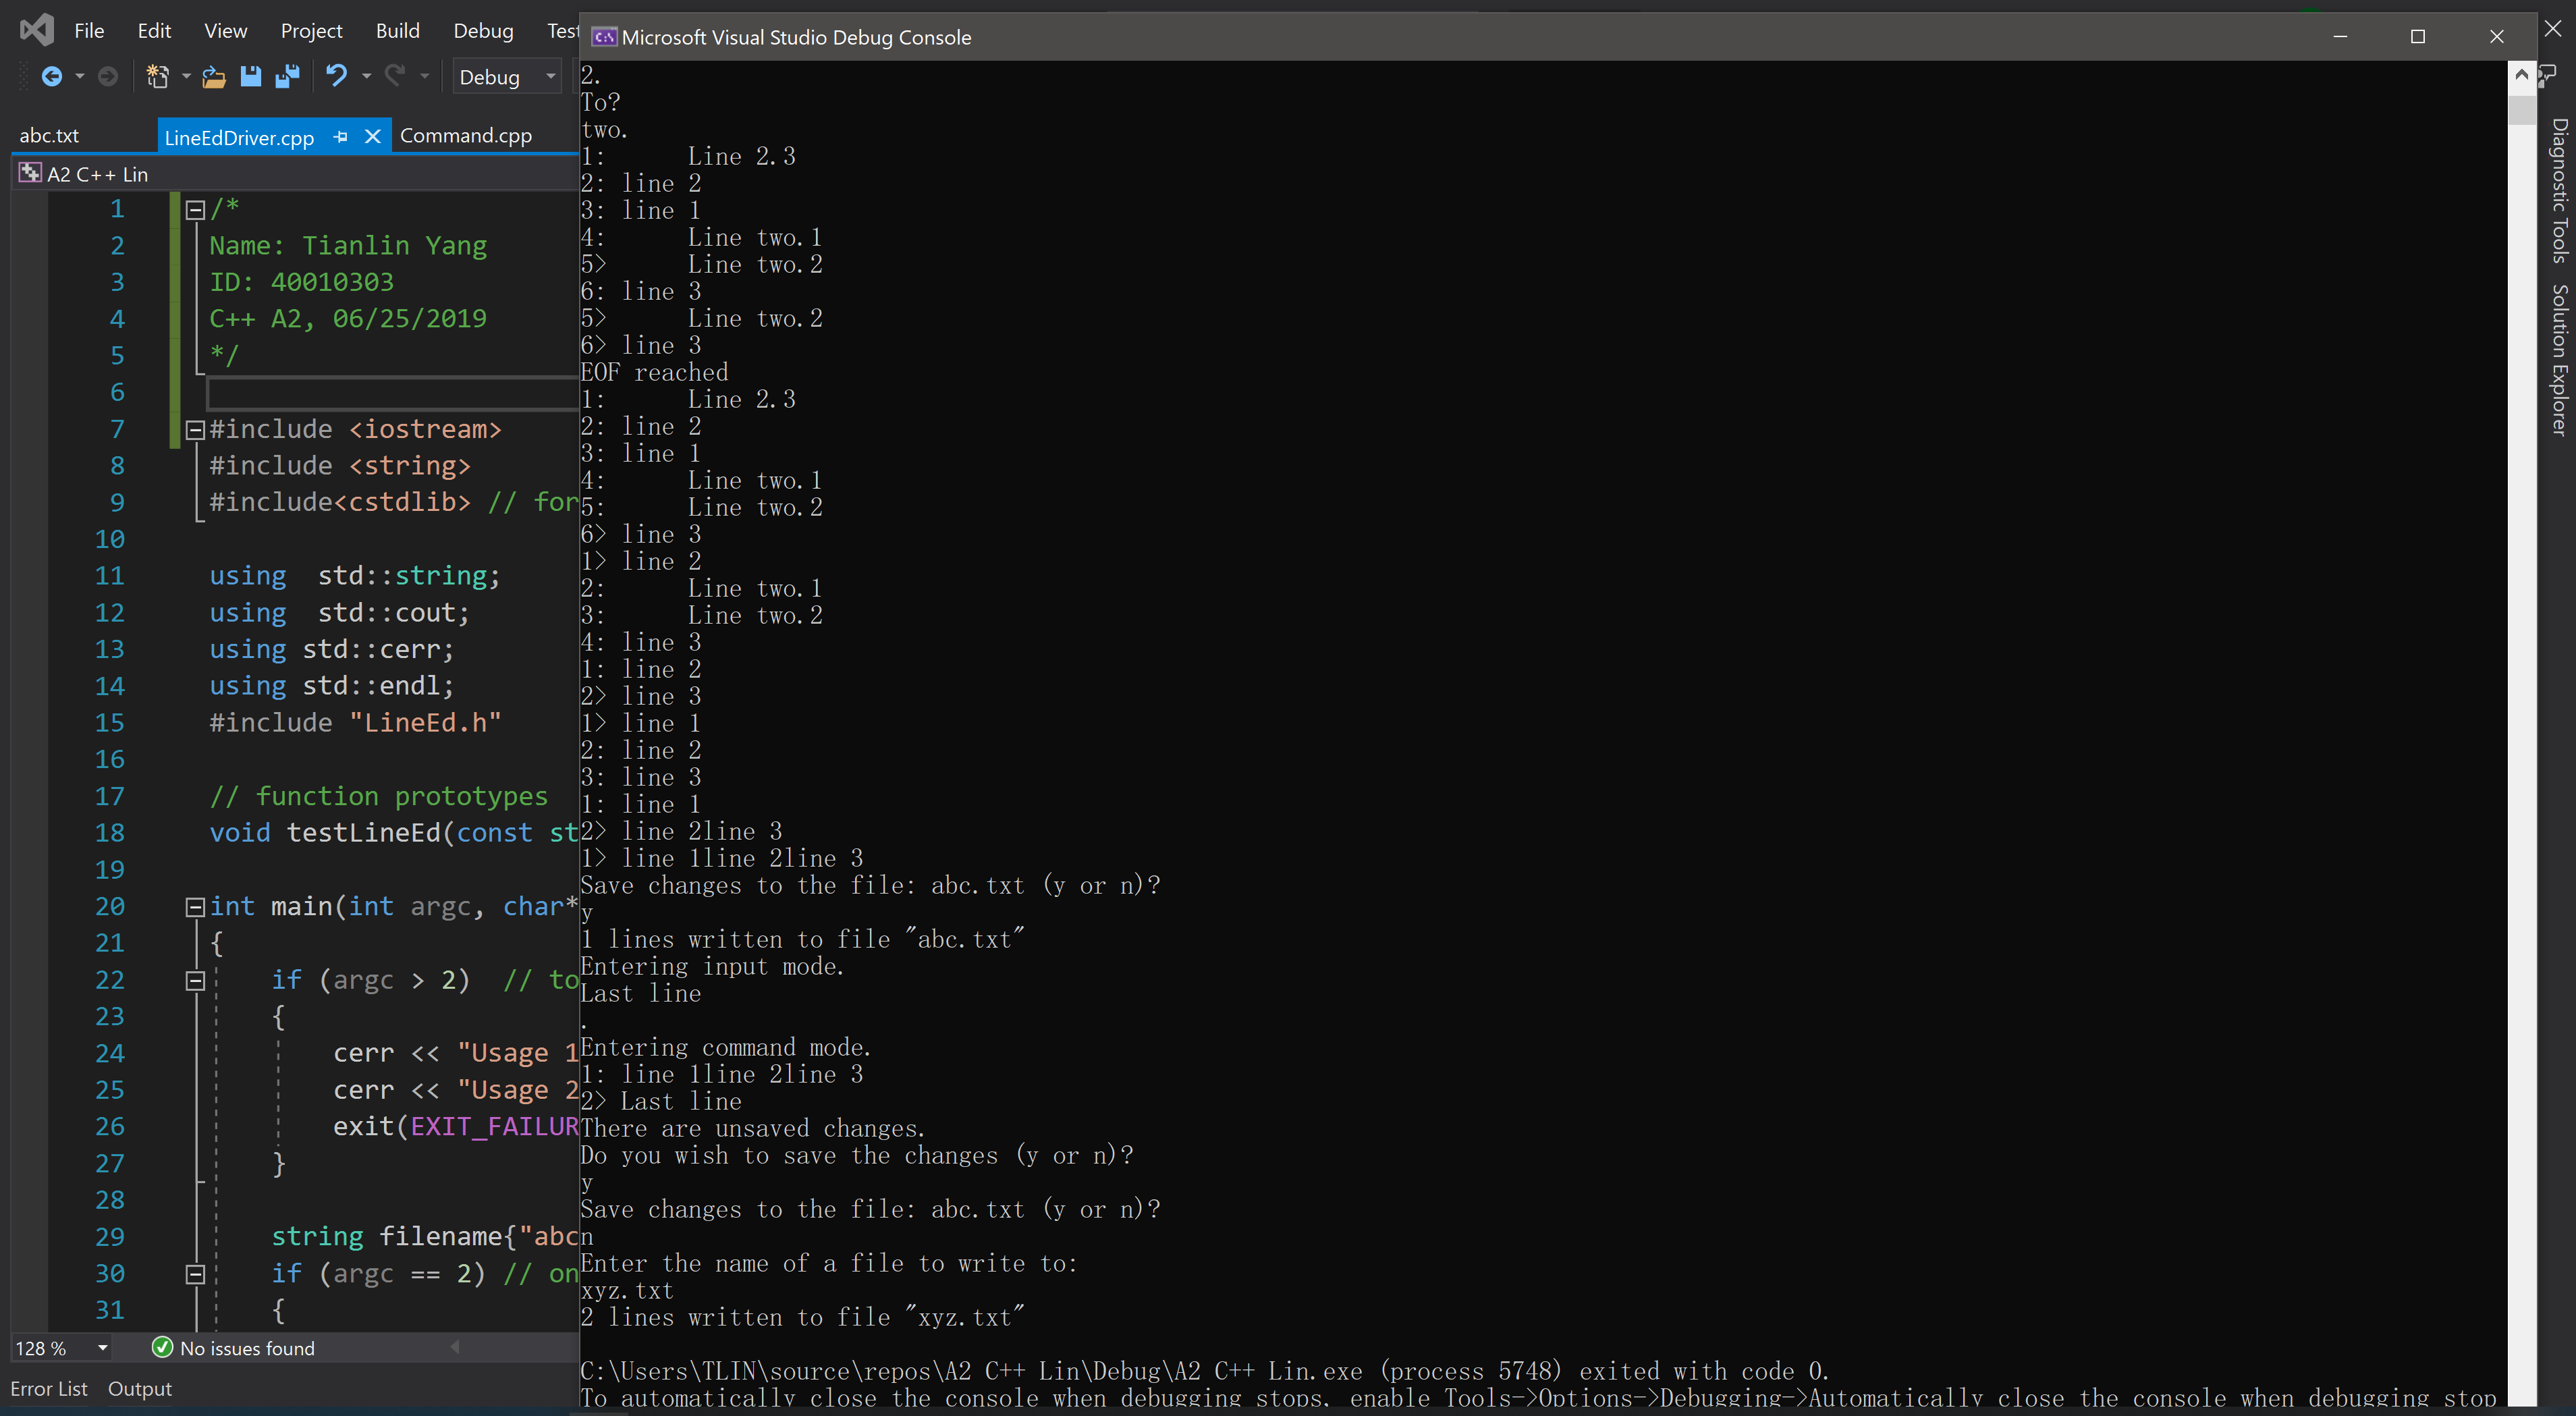 File Edit View Project Build Debug Test
Debug
abc.txt LineEdDriver.cpp Command.cpp
A2 C++ Lin
1 /*
2 Name: Tianlin Yang
3 ID: 40010303
4 C++ A2, 06/25/2019
5 */
6
7 #include <iostream>
8 #include <string>
9 #include<cstdlib> // for
10
11 using  std::string;
12 using  std::cout;
13 using std::cerr;
14 using std::endl;
15 #include "LineEd.h"
16
17 // function prototypes
18 void testLineEd(const st
19
20 int main(int argc, char*
21 {
22 if (argc > 2)  // to
23 {
24 cerr << "Usage 1
25 cerr << "Usage 2
26 exit(EXIT_FAILUR
27 }
28
29 string filename{"abc
30 if (argc == 2) // on
31 {
128 % No issues found
Error List Output
Microsoft Visual Studio Debug Console
2.
To?
two.
1:      Line 2.3
2: line 2
3: line 1
4:      Line two.1
5>      Line two.2
6: line 3
5>      Line two.2
6> line 3
EOF reached
1:      Line 2.3
2: line 2
3: line 1
4:      Line two.1
5:      Line two.2
6> line 3
1> line 2
2:      Line two.1
3:      Line two.2
4: line 3
1: line 2
2> line 3
1> line 1
2: line 2
3: line 3
1: line 1
2> line 2line 3
1> line 1line 2line 3
Save changes to the file: abc.txt (y or n)?
y
1 lines written to file "abc.txt"
Entering input mode.
Last line
.
Entering command mode.
1: line 1line 2line 3
2> Last line
There are unsaved changes.
Do you wish to save the changes (y or n)?
y
Save changes to the file: abc.txt (y or n)?
n
Enter the name of a file to write to:
xyz.txt
2 lines written to file "xyz.txt"
C:\Users\TLIN\source\repos\A2 C++ Lin\Debug\A2 C++ Lin.exe (process 5748) exited with code 0.
To automatically close the console when debugging stops, enable Tools->Options->Debugging->Automatically close the console when debugging stop
Diagnostic Tools
Solution Explorer